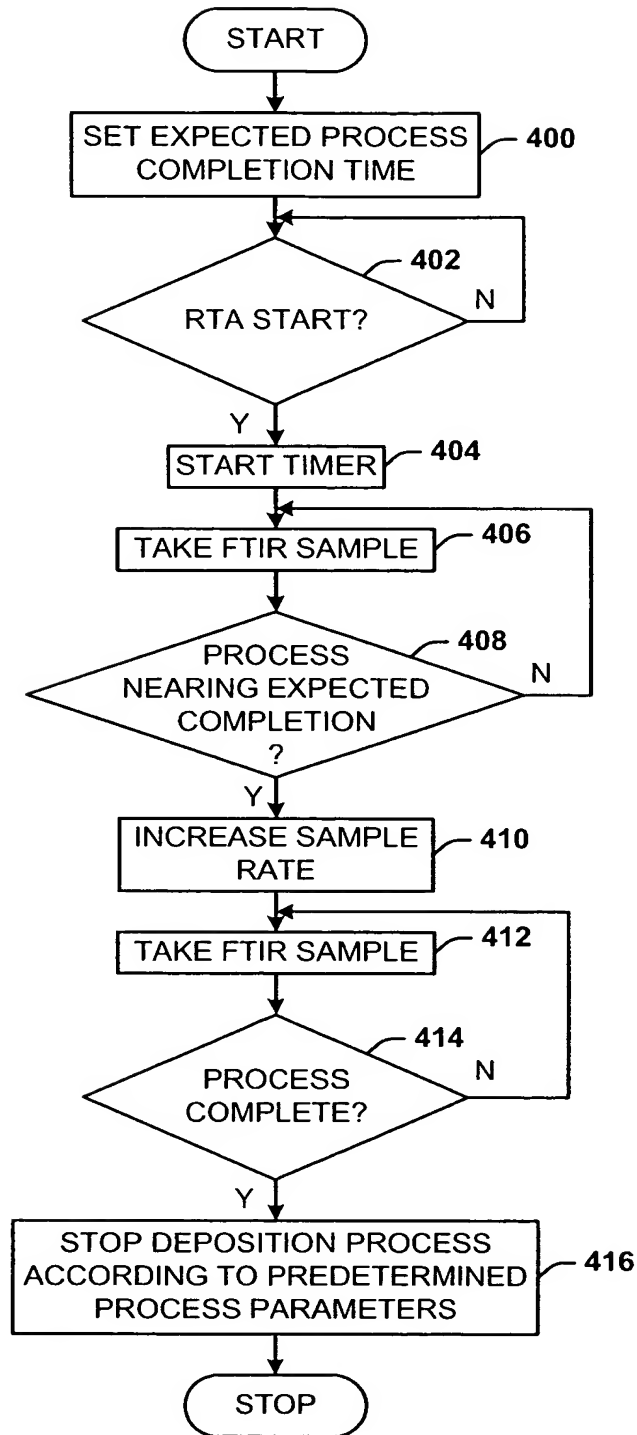 START
SET EXPECTED PROCESS
COMPLETION TIME
400
402
RTA START?
N
Y
START TIMER
404
TAKE FTIR SAMPLE
406
408
PROCESS
NEARING EXPECTED
COMPLETION
?
N
Y
INCREASE SAMPLE
RATE
410
TAKE FTIR SAMPLE
412
414
PROCESS
COMPLETE?
N
Y
STOP DEPOSITION PROCESS
ACCORDING TO PREDETERMINED
PROCESS PARAMETERS
416
STOP